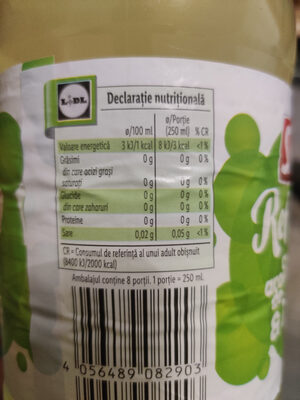 LIDL
Declarație nutrițională
ø/100 ml ø/Porție (250 ml) % CR
Valoare energetică 3 kJ/1 kcal 8 kJ/3 kcal <1 %
Grăsimi 0 g 0 g 0 %
din care acizi grași
saturați 0 g 0 g 0 %
Glucide 0 g 0 g 0 %
din care zaharuri 0 g 0 g 0 %
Proteine 0 g 0 g 0 %
Sare 0,02 g 0,05 g <1 %
CR = Consumul de referință al unui adult obișnuit
(8400 kJ/2000 kcal)
Ambalajul conține 8 porții. 1 porție = 250 mL.
4 056489 082903